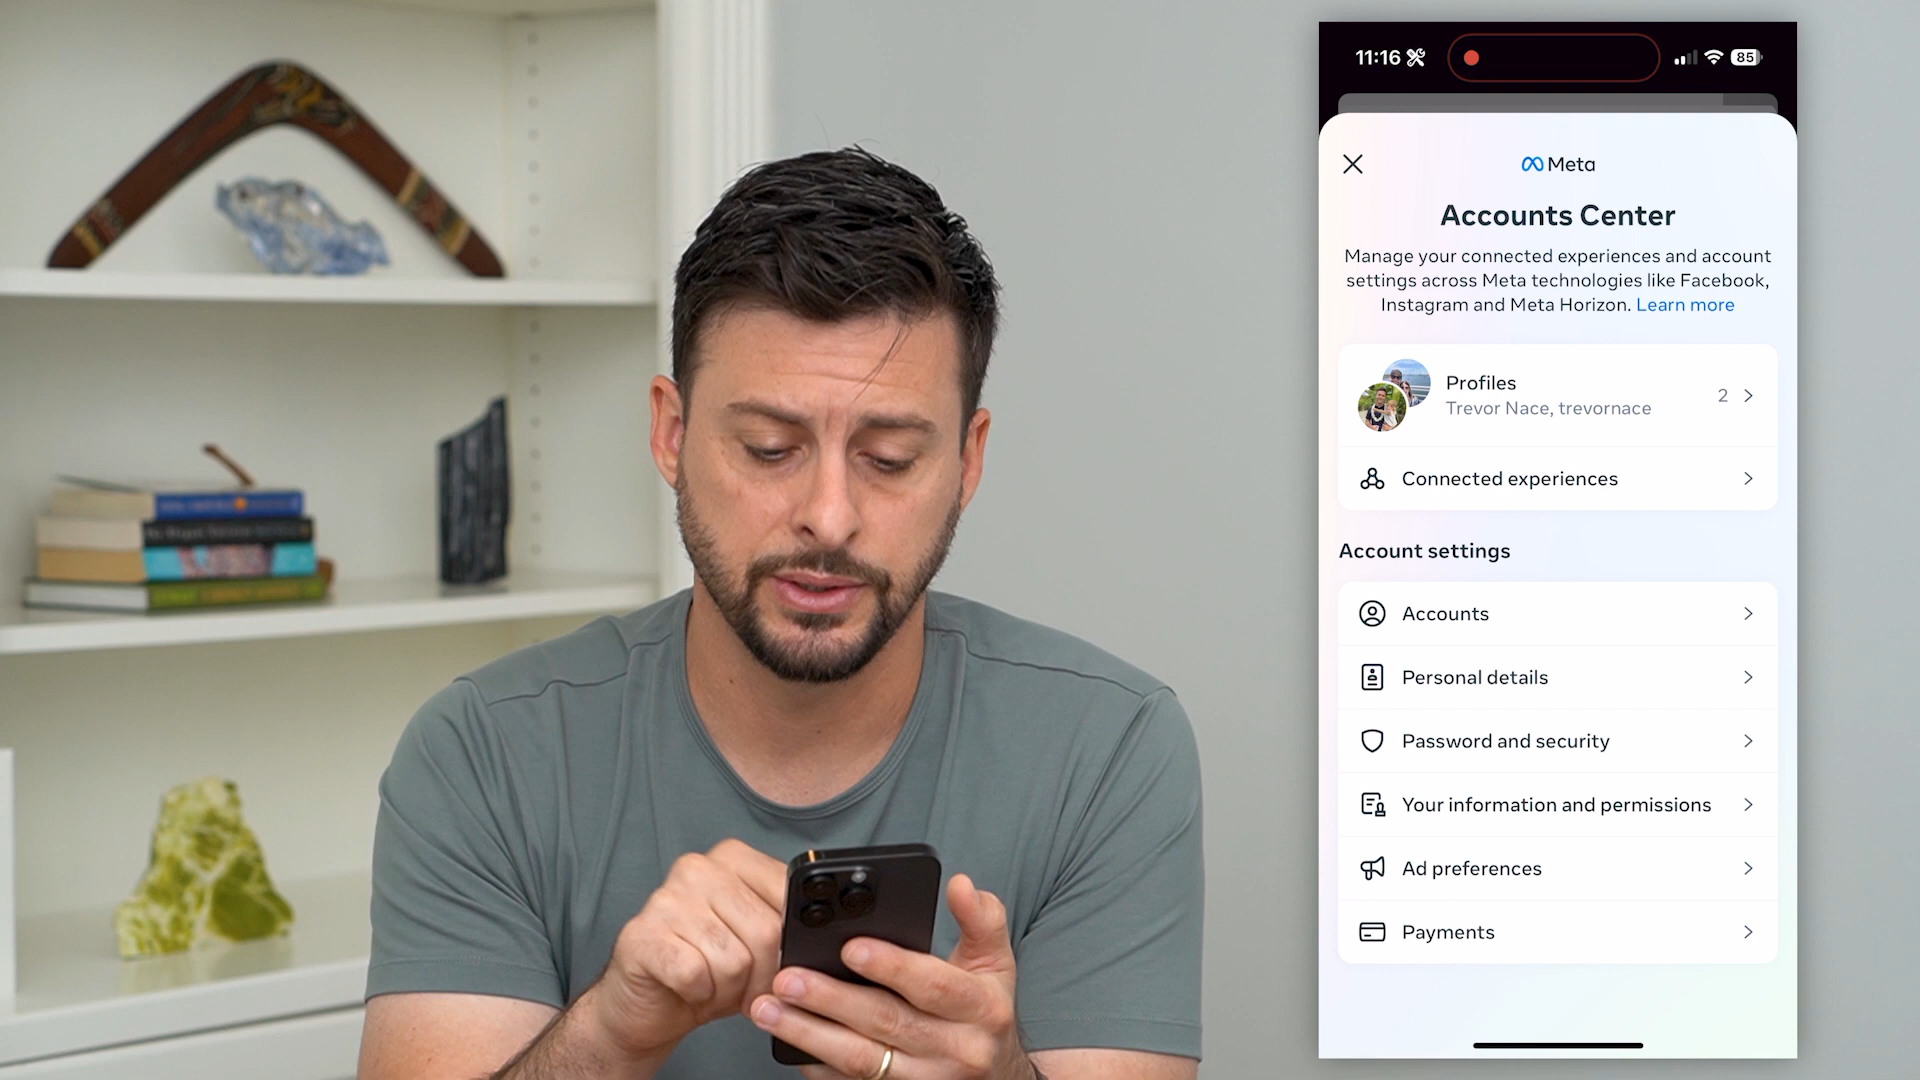 11:16
85
Meta
Accounts Center
Manage your connected experiences and account
settings across Meta technologies like Facebook,
Instagram and Meta Horizon. Learn more
Profiles
Trevor Nace, trevornace
2
Connected experiences
Account settings
Accounts
Personal details
Password and security
Your information and permissions
Ad preferences
Payments